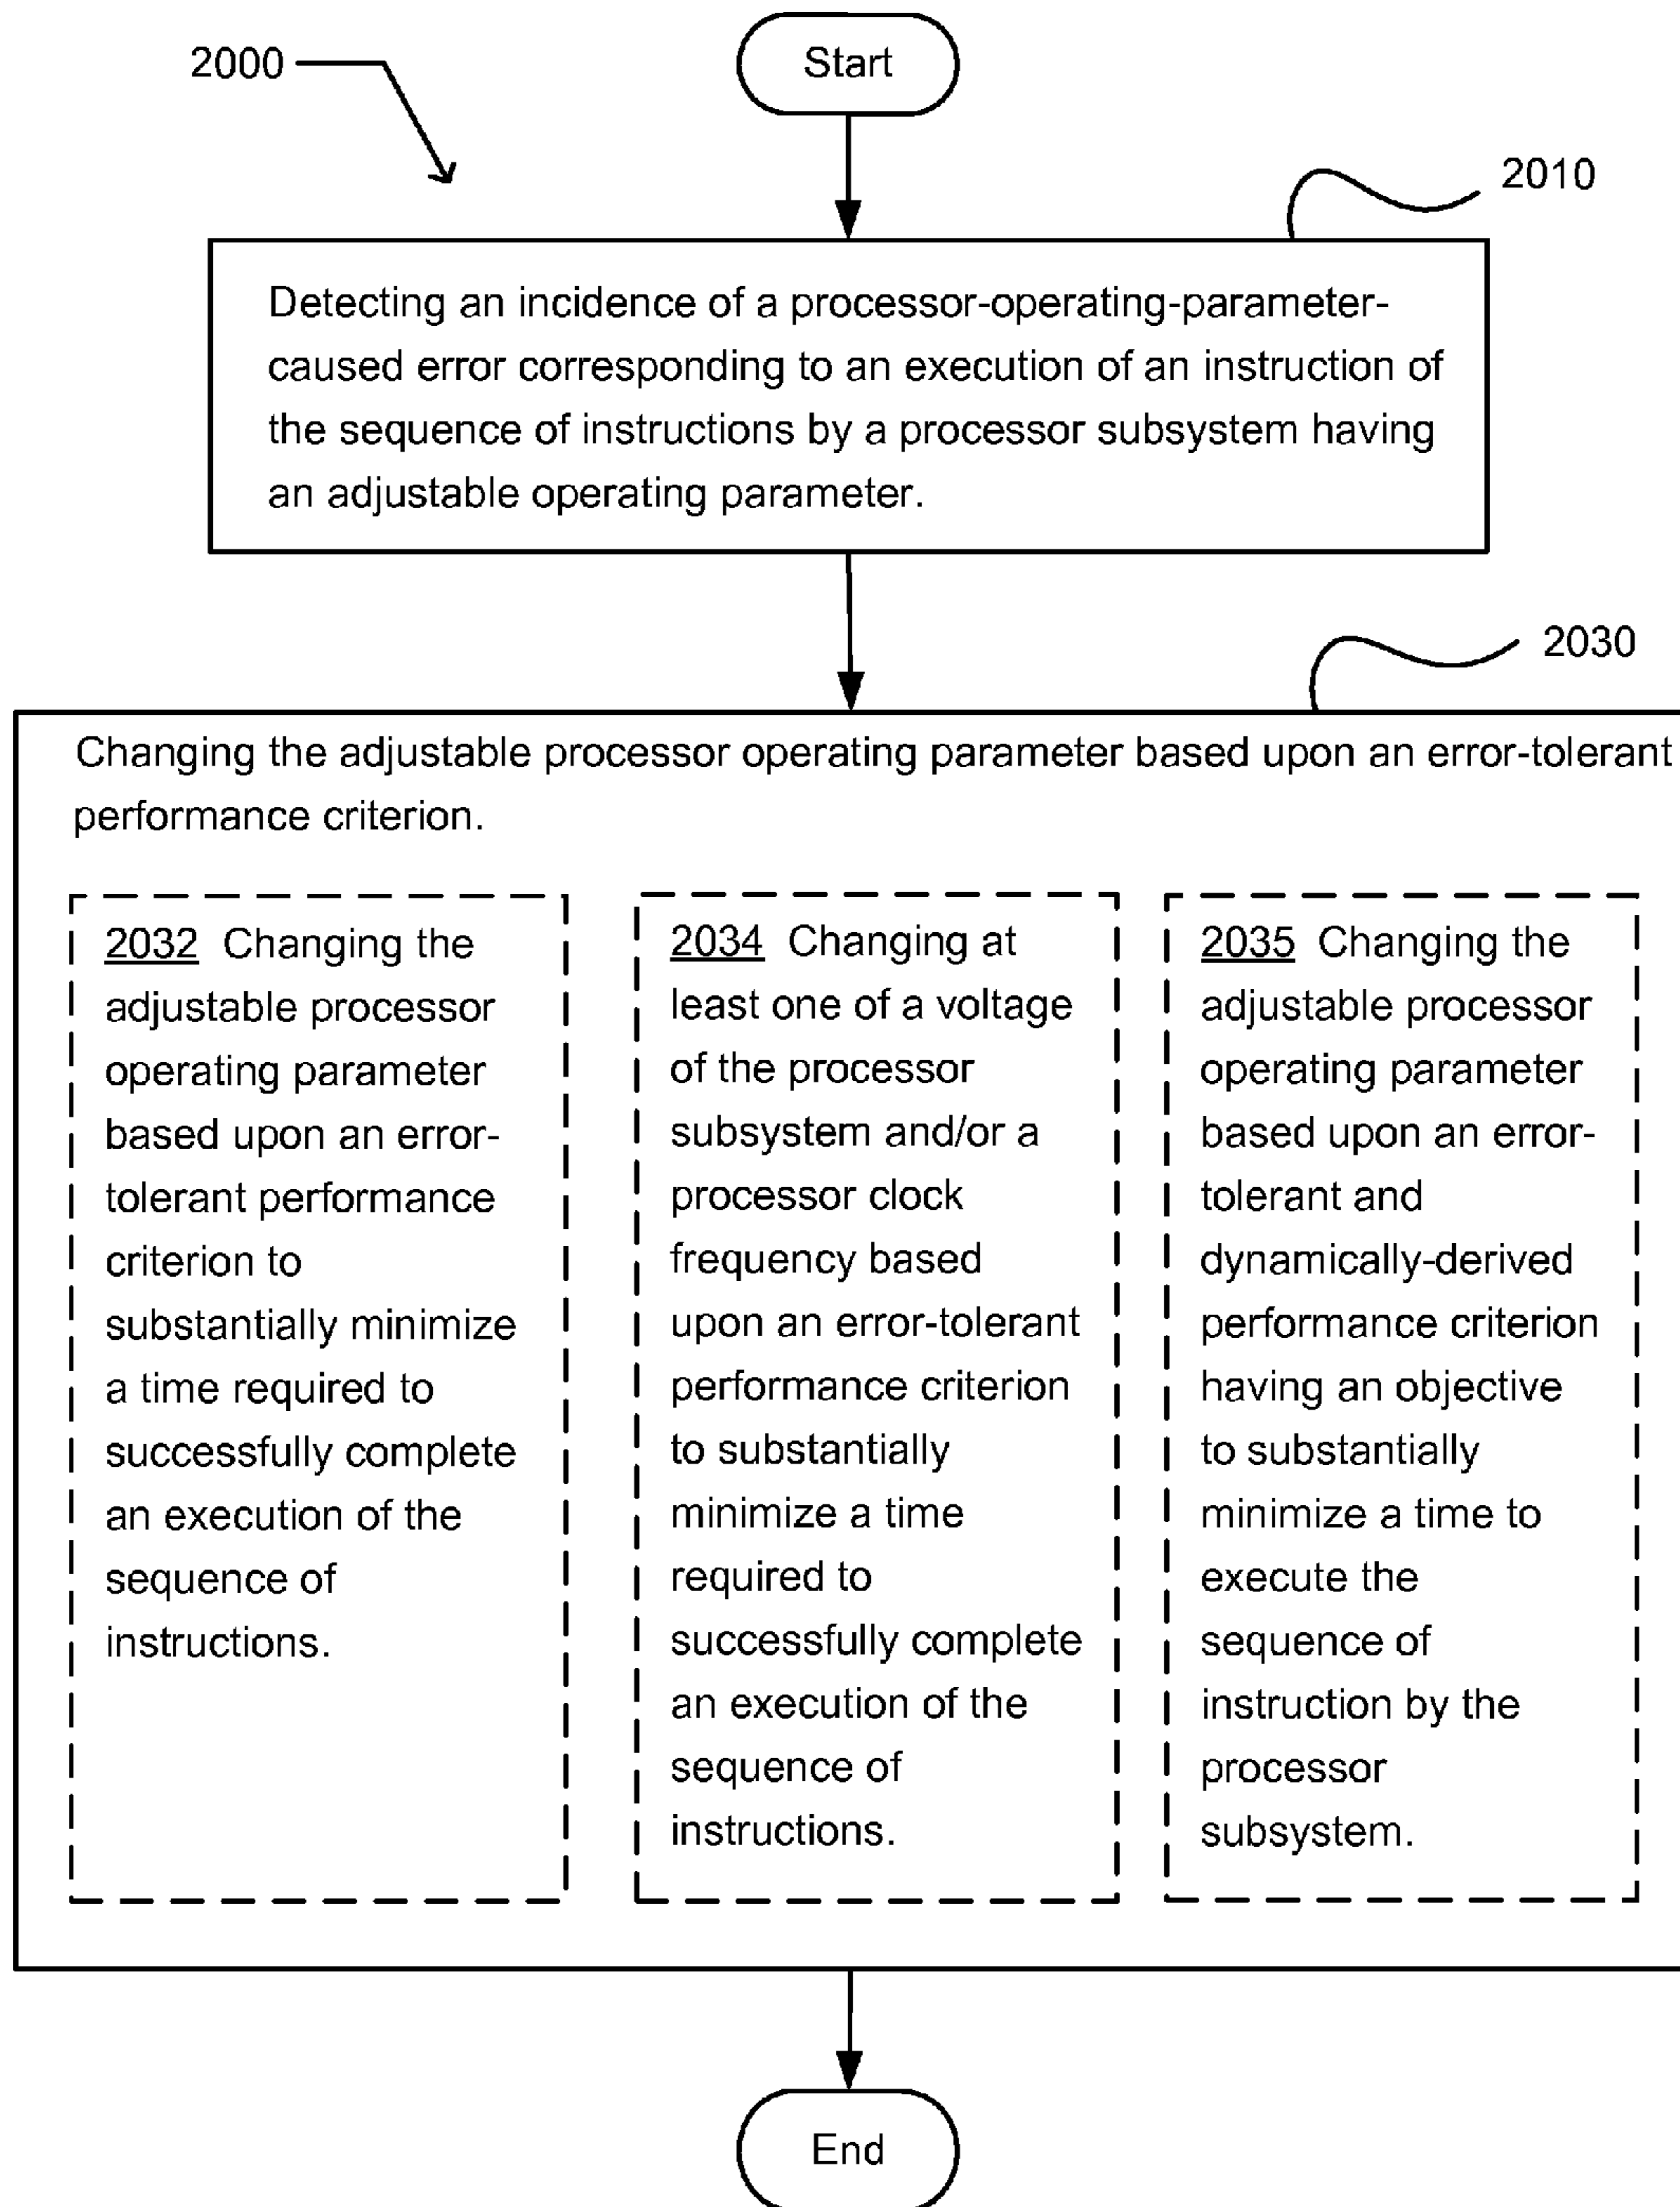 Start
2000
2010
Detecting an incidence of a processor-operating-parameter-
caused error corresponding to an execution of an instruction of
the sequence of instructions by a processor subsystem having
an adjustable operating parameter.
2030
Changing the adjustable processor operating parameter based upon an error-tolerant
performance criterion.
2032 Changing the
adjustable processor
operating parameter
based upon an error-
tolerant performance
criterion to
substantially minimize
a time required to
successfully complete
an execution of the
sequence of
instructions.
2034 Changing at
least one of a voltage
of the processor
subsystem and/or a
processor clock
frequency based
upon an error-tolerant
performance criterion
to substantially
minimize a time
required to
successfully complete
an execution of the
sequence of
instructions.
2035 Changing the
adjustable processor
operating parameter
based upon an error-
tolerant and
dynamically-derived
performance criterion
having an objective
to substantially
minimize a time to
execute the
sequence of
instruction by the
processor
subsystem.
End